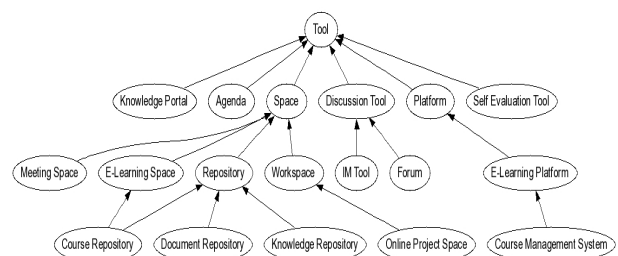 Tool
Knowledge Portal
Agenda
Space
Discussion Tool
Platform
Self Evaluation Tool
Meeting Space
E-Learning Space
Repository
Workspace
IM Tool
Forum
E-Learning Platform
Course Repository
Document Repository
Knowledge Repository
Online Project Space
Course Management System